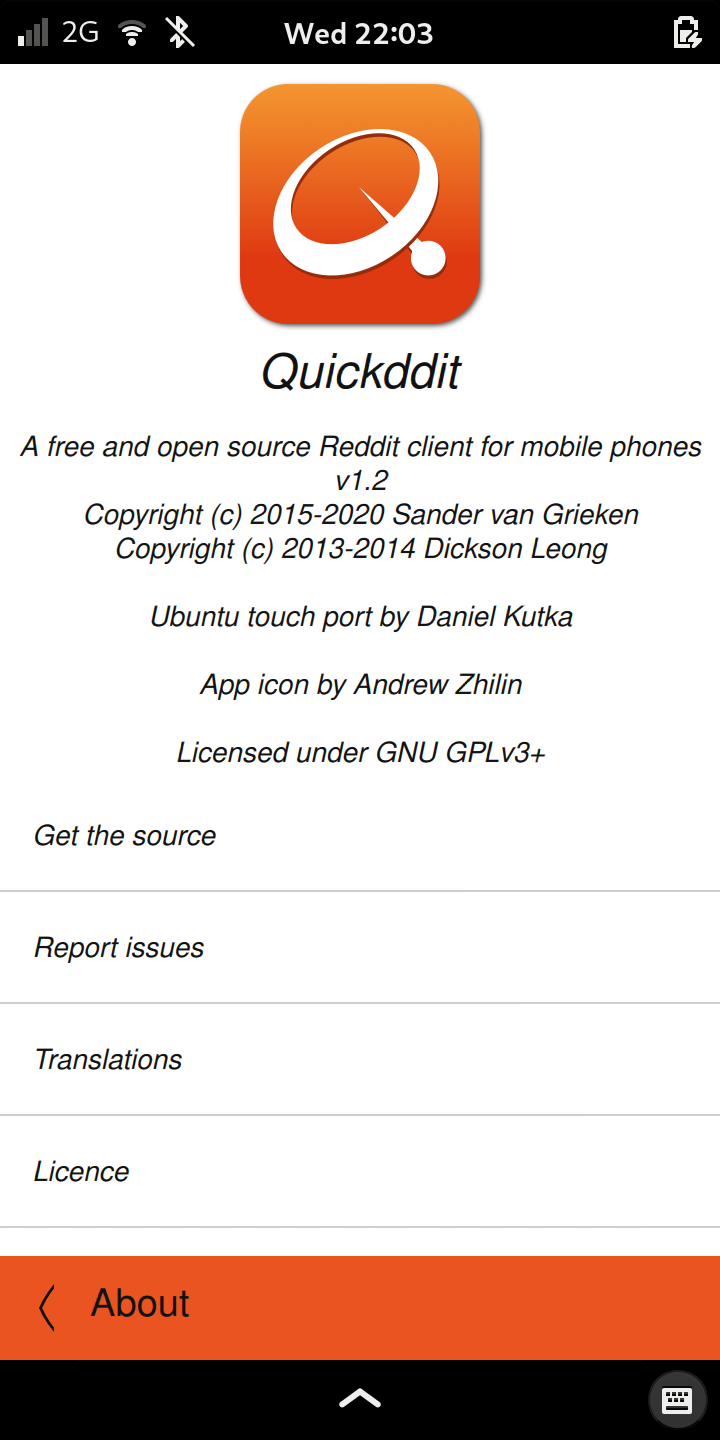 2G Wed 22:03
Quickddit
A free and open source Reddit client for mobile phones
v1.2
Copyright (c) 2015-2020 Sander van Grieken
Copyright (c) 2013-2014 Dickson Leong
Ubuntu touch port by Daniel Kutka
App icon by Andrew Zhilin
Licensed under GNU GPLv3+
Get the source
Report issues
Translations
Licence
About